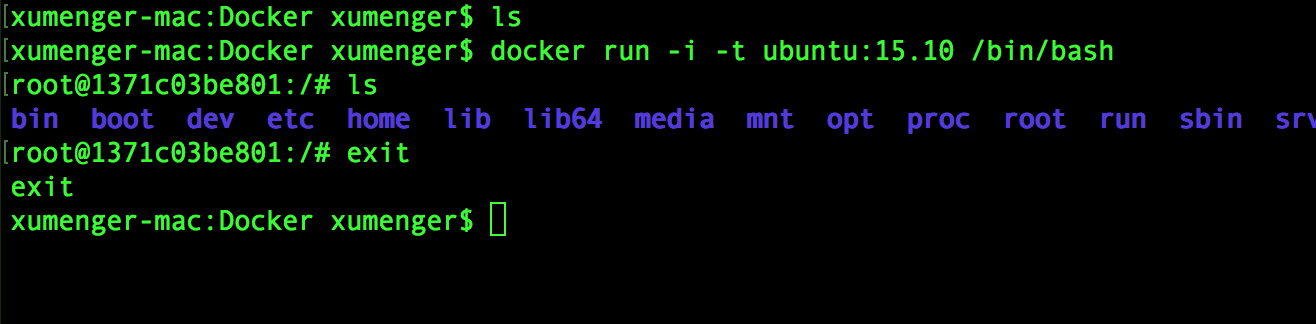 [xumenger-mac:Docker xumenger$ ls
[xumenger-mac:Docker xumenger$ docker run -i -t ubuntu:15.10 /bin/bash
[root@1371c03be801:/# ls
bin boot dev etc home lib lib64 media mnt opt proc root run sbin srv
[root@1371c03be801:/# exit
exit
xumenger-mac:Docker xumenger$